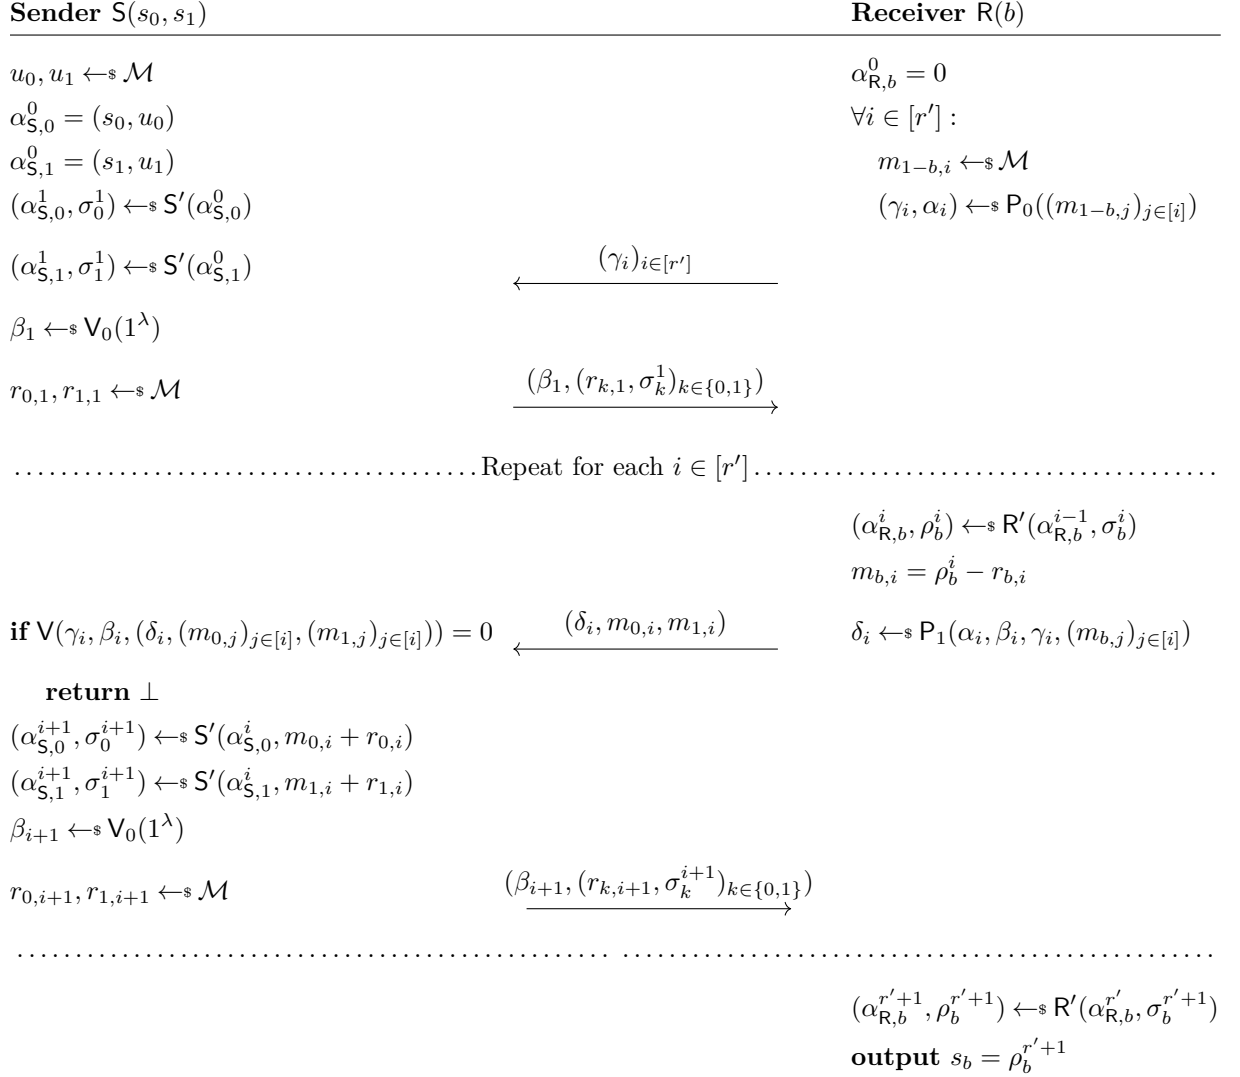 Sender S(s_0, s_1) Receiver R(b)
u_0, u_1 ←$ 𝓜 α^0_{R,b} = 0
α^0_{S,0} = (s_0, u_0) ∀i ∈ [r′] :
α^0_{S,1} = (s_1, u_1) m_{1−b,i} ←$ 𝓜
(α^1_{S,0}, σ^1_0) ←$ S′(α^0_{S,0}) (γ_i, α_i) ←$ P_0((m_{1−b,j})_{j∈[i]})
(α^1_{S,1}, σ^1_1) ←$ S′(α^0_{S,1}) (γ_i)_{i∈[r′]}
β_1 ←$ V_0(1^λ)
r_{0,1}, r_{1,1} ←$ 𝓜 (β_1, (r_{k,1}, σ^1_k)_{k∈{0,1}})
Repeat for each i ∈ [r′]
(α^i_{R,b}, ρ^i_b) ←$ R′(α^{i−1}_{R,b}, σ^i_b)
m_{b,i} = ρ^i_b − r_{b,i}
if V(γ_i, β_i, (δ_i, (m_{0,j})_{j∈[i]}, (m_{1,j})_{j∈[i]})) = 0 (δ_i, m_{0,i}, m_{1,i}) δ_i ←$ P_1(α_i, β_i, γ_i, (m_{b,j})_{j∈[i]})
return ⊥
(α^{i+1}_{S,0}, σ^{i+1}_0) ←$ S′(α^i_{S,0}, m_{0,i} + r_{0,i})
(α^{i+1}_{S,1}, σ^{i+1}_1) ←$ S′(α^i_{S,1}, m_{1,i} + r_{1,i})
β_{i+1} ←$ V_0(1^λ)
r_{0,i+1}, r_{1,i+1} ←$ 𝓜 (β_{i+1}, (r_{k,i+1}, σ^{i+1}_k)_{k∈{0,1}})
(α^{r′+1}_{R,b}, ρ^{r′+1}_b) ←$ R′(α^{r′}_{R,b}, σ^{r′+1}_b)
output s_b = ρ^{r′+1}_b